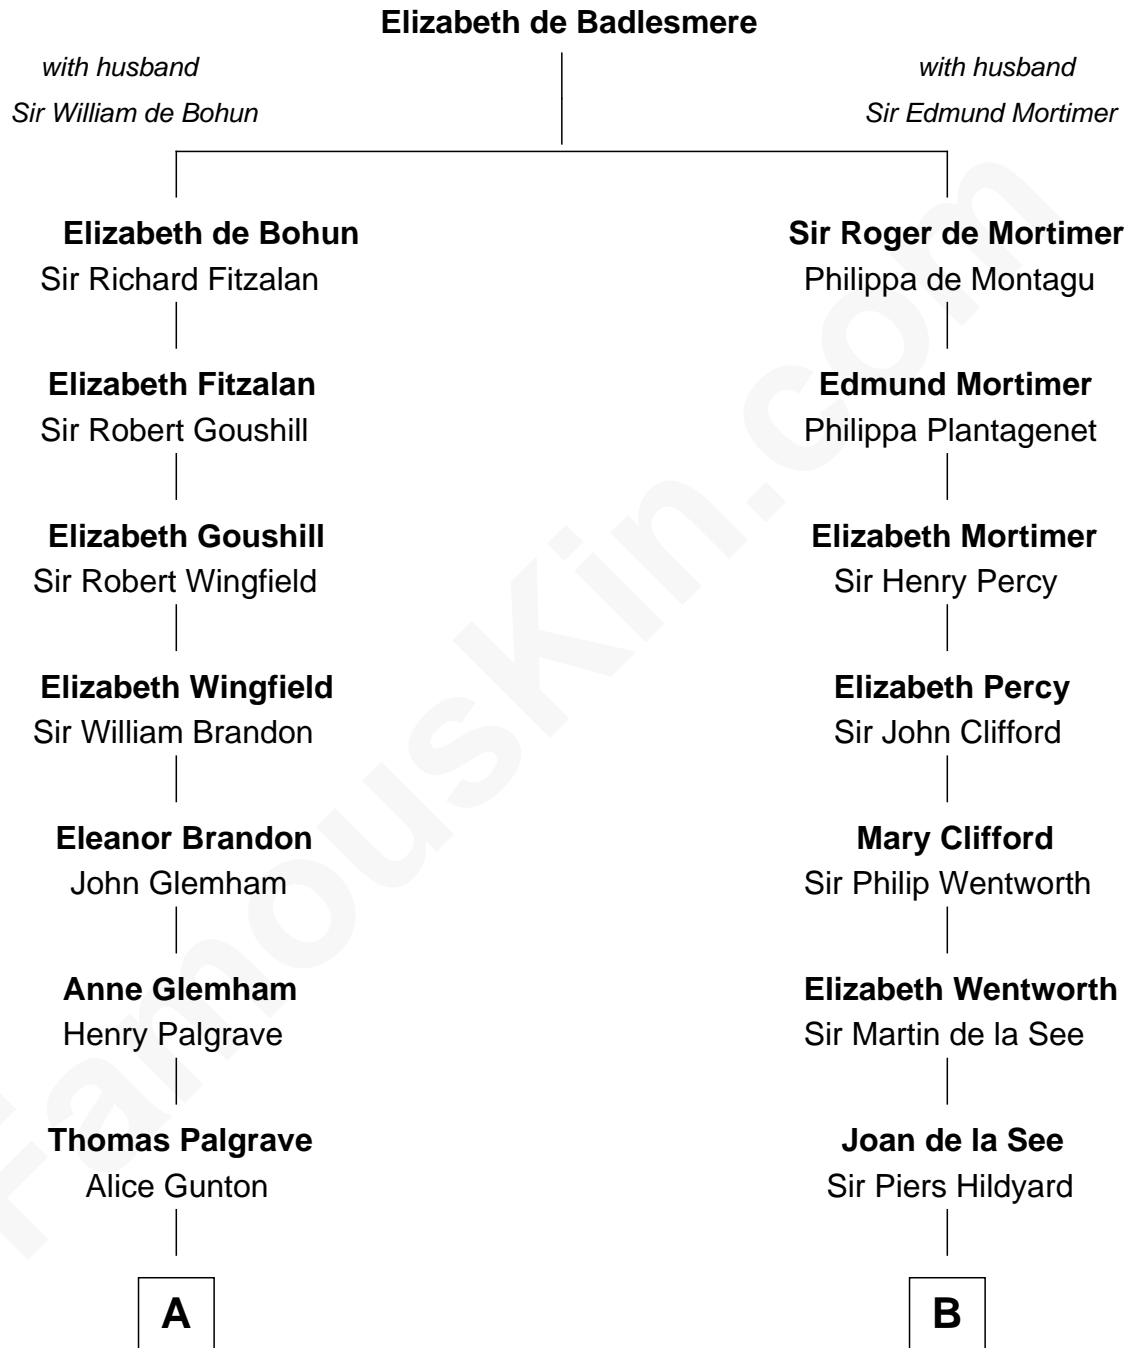 Elizabeth de Badlesmere
with husband
Sir William de Bohun
with husband
Sir Edmund Mortimer
Elizabeth de Bohun
Sir Richard Fitzalan
Sir Roger de Mortimer
Philippa de Montagu
Elizabeth Fitzalan
Sir Robert Goushill
Edmund Mortimer
Philippa Plantagenet
Elizabeth Goushill
Sir Robert Wingfield
Elizabeth Mortimer
Sir Henry Percy
Elizabeth Wingfield
Sir William Brandon
Elizabeth Percy
Sir John Clifford
Eleanor Brandon
John Glemham
Mary Clifford
Sir Philip Wentworth
Anne Glemham
Henry Palgrave
Elizabeth Wentworth
Sir Martin de la See
Thomas Palgrave
Alice Gunton
Joan de la See
Sir Piers Hildyard
A
B
FamousKin.com